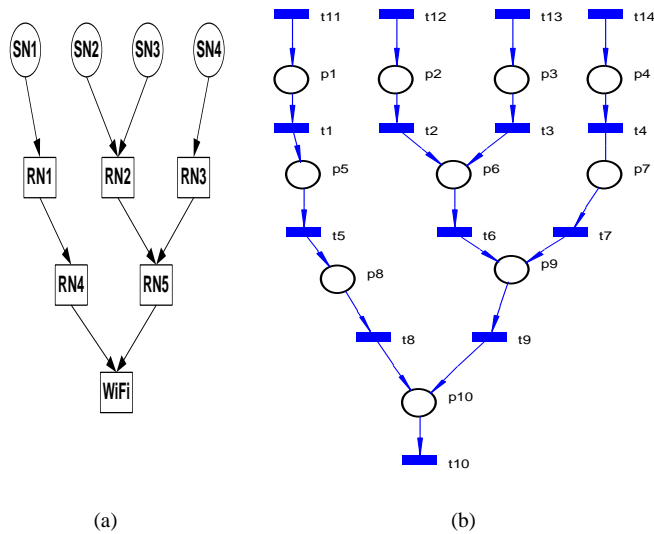 SN1 SN2 SN3 SN4
RN1 RN2 RN3
RN4 RN5
WiFi
(a)
t11 t12 t13 t14
p1 p2 p3 p4
t1 t2 t3 t4
p5 p6 p7
t5 t6 t7
p8 p9
t8 t9
p10
t10
(b)